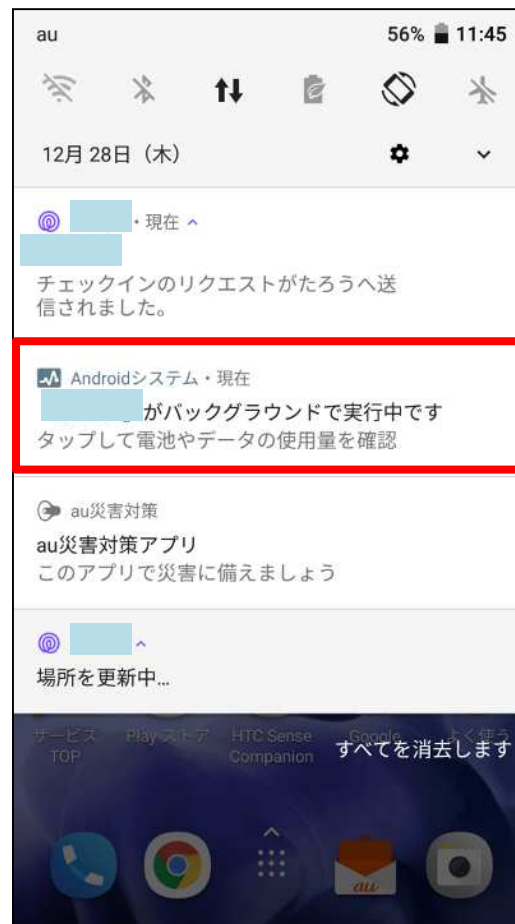 au 56% 11:45
12月 28日（木）
・現在
チェックインのリクエストがたろうへ送
信されました。
Androidシステム・現在
がバックグラウンドで実行中です
タップして電池やデータの使用量を確認
au災害対策
au災害対策アプリ
このアプリで災害に備えましょう
場所を更新中...
サービス Play ストア HTC Sense Google よく使う
TOP Companion
すべてを消去します
au